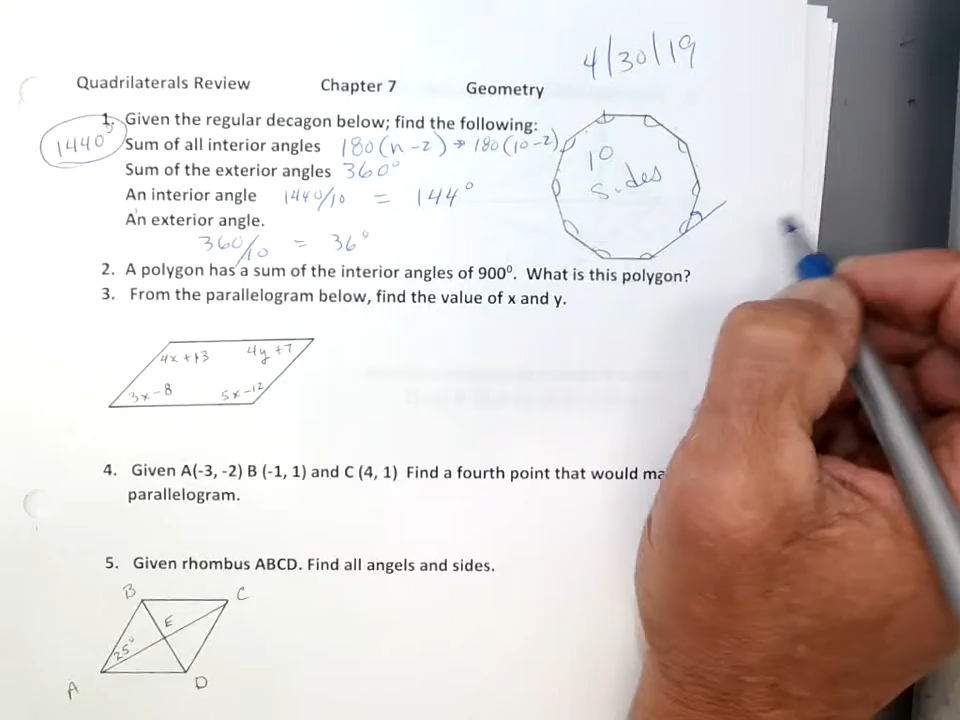 4/30/19
Quadrilaterals Review Chapter 7 Geometry
1. Given the regular decagon below; find the following:
1440° Sum of all interior angles 180(n-2) → 180(10-2)
Sum of the exterior angles 360°
An interior angle 1440/10 = 144°
An exterior angle.
360/10 = 36°
10
sides
2. A polygon has a sum of the interior angles of 900⁰. What is this polygon?
3. From the parallelogram below, find the value of x and y.
4x+13 4y+7
3x-8 5x-12
4. Given A(-3, -2) B (-1, 1) and C (4, 1) Find a fourth point that would
parallelogram.
5. Given rhombus ABCD. Find all angels and sides.
B C
E
25°
A D